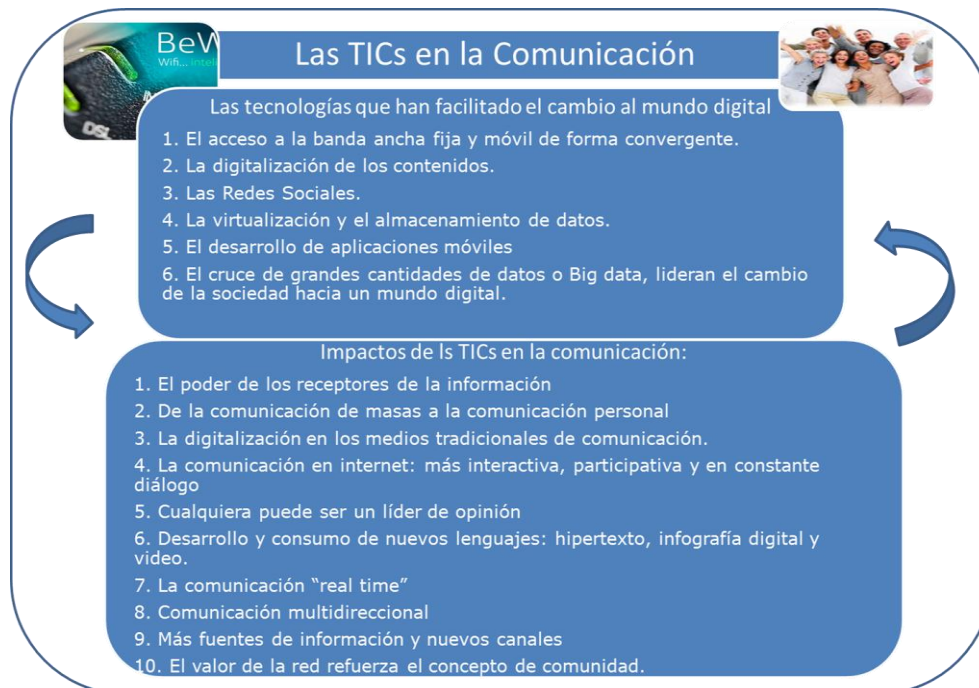 BeW
Wifi... intel
DSL
Las TICs en la Comunicación
Las tecnologías que han facilitado el cambio al mundo digital
1. El acceso a la banda ancha fija y móvil de forma convergente.
2. La digitalización de los contenidos.
3. Las Redes Sociales.
4. La virtualización y el almacenamiento de datos.
5. El desarrollo de aplicaciones móviles
6. El cruce de grandes cantidades de datos o Big data, lideran el cambio
de la sociedad hacia un mundo digital.
Impactos de ls TICs en la comunicación:
1. El poder de los receptores de la información
2. De la comunicación de masas a la comunicación personal
3. La digitalización en los medios tradicionales de comunicación.
4. La comunicación en internet: más interactiva, participativa y en constante
diálogo
5. Cualquiera puede ser un líder de opinión
6. Desarrollo y consumo de nuevos lenguajes: hipertexto, infografía digital y
video.
7. La comunicación “real time”
8. Comunicación multidireccional
9. Más fuentes de información y nuevos canales
10. El valor de la red refuerza el concepto de comunidad.